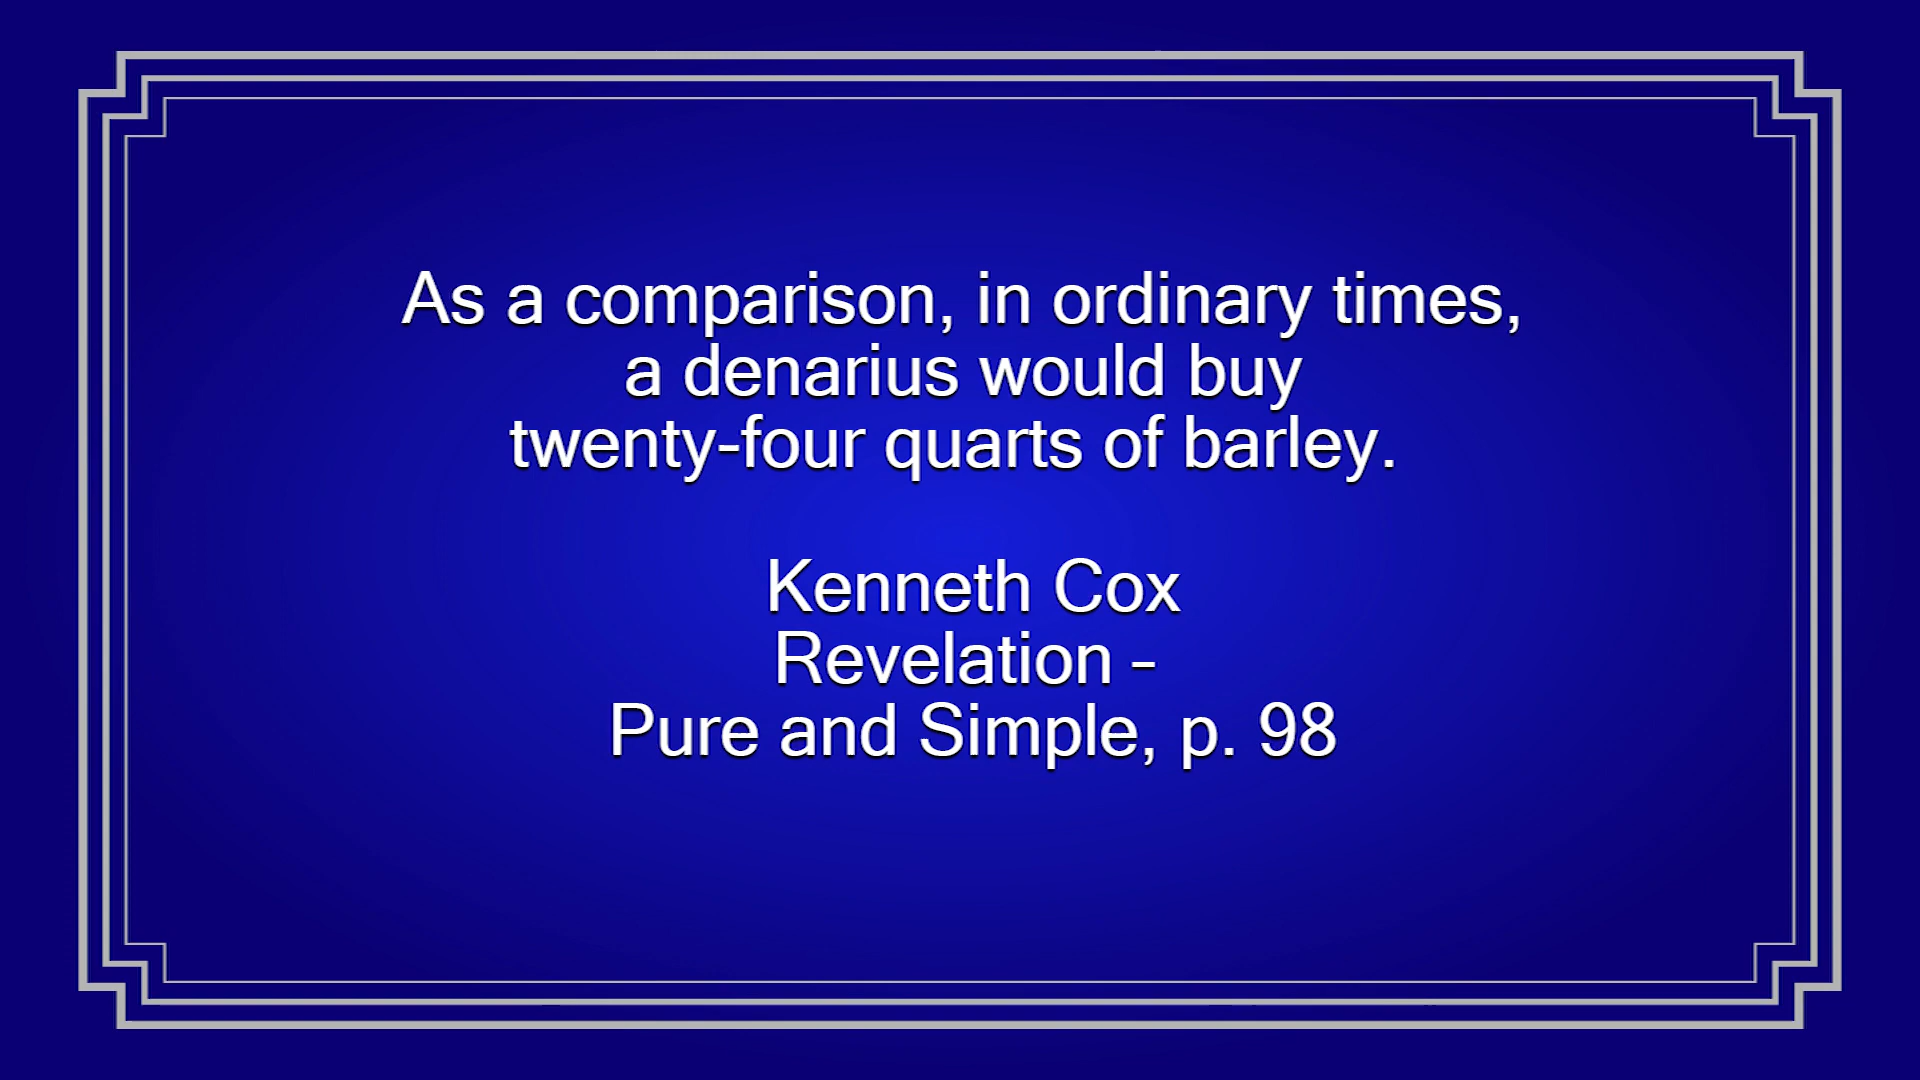 As a comparison, in ordinary times,
a denarius would buy
twenty-four quarts of barley.
Kenneth Cox
Revelation –
Pure and Simple, p. 98